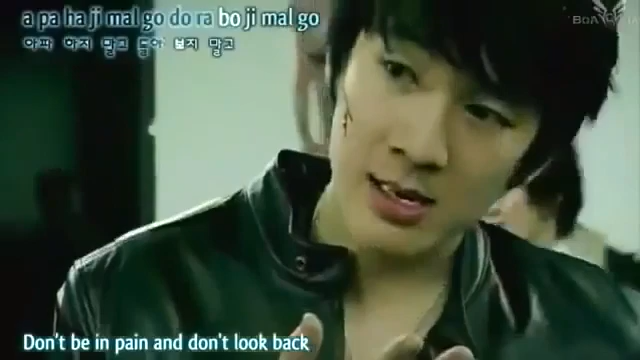 a pa ha ji mal go do ra bo ji mal go
아파 하지 말고 돌아 보지 말고
Don't be in pain and don't look back